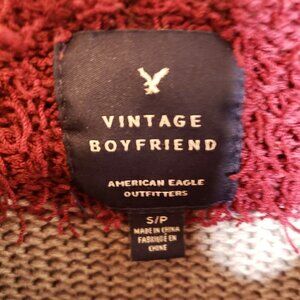 VINTAGE
BOYFRIEND
AMERICAN EAGLE
OUTFITTERS
S/P
MADE IN CHINA
FABRIQUÉ EN
CHINE